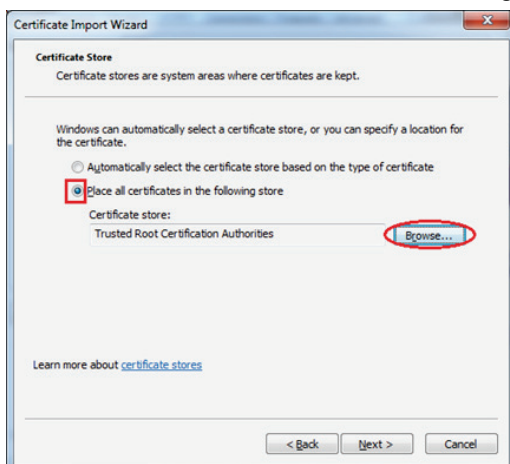 Certificate Import Wizard
Certificate Store
Certificate stores are system areas where certificates are kept.
Windows can automatically select a certificate store, or you can specify a location for
the certificate.
Automatically select the certificate store based on the type of certificate
Place all certificates in the following store
Certificate store:
Trusted Root Certification Authorities
Browse...
Learn more about certificate stores
< Back Next > Cancel